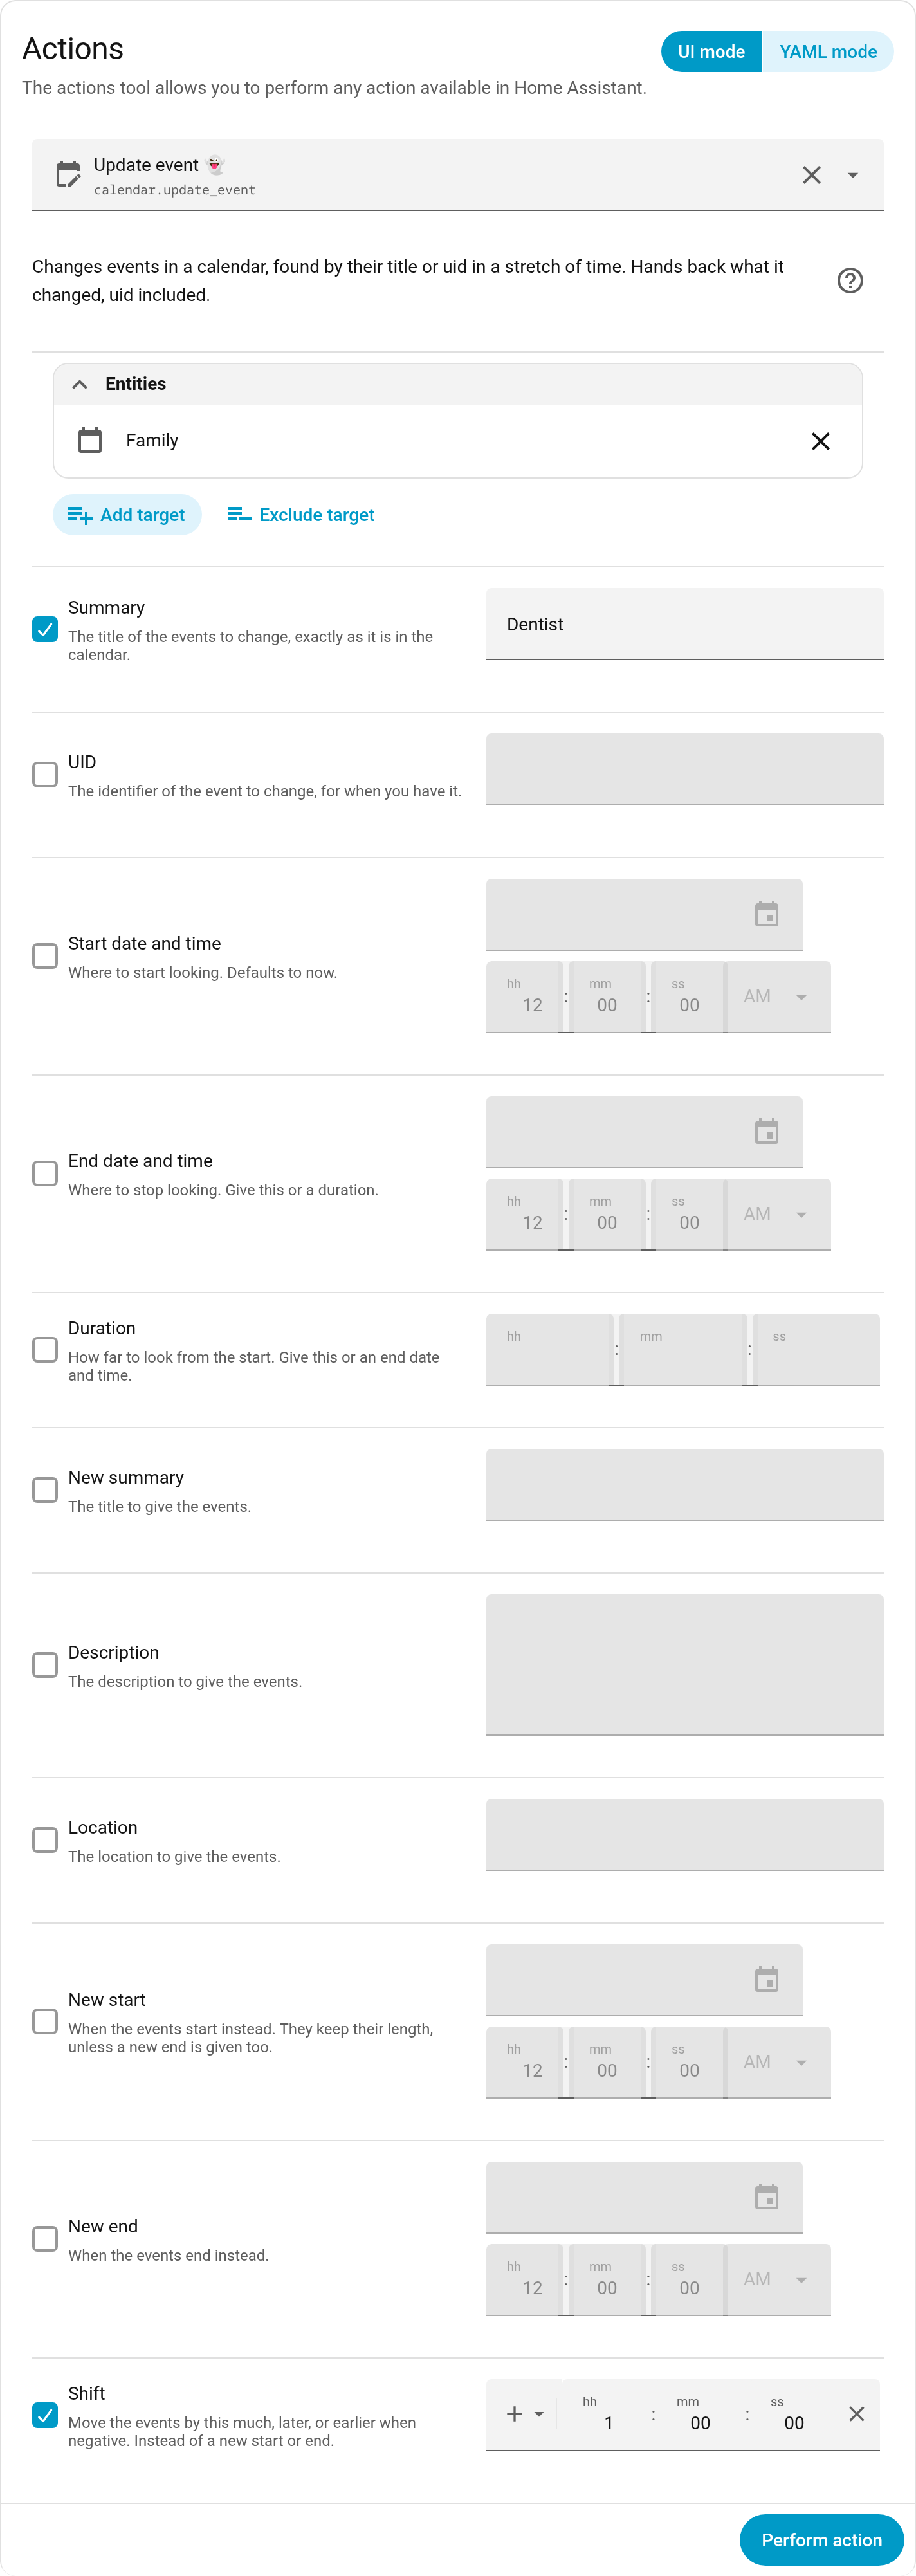 Actions
UI mode
YAML mode
The actions tool allows you to perform any action available in Home Assistant.
Update event 👻
calendar.update_event
Changes events in a calendar, found by their title or uid in a stretch of time. Hands back what it
changed, uid included.
Entities
Family
Add target
Exclude target
Summary
The title of the events to change, exactly as it is in the
calendar.
Dentist
UID
The identifier of the event to change, for when you have it.
Start date and time
Where to start looking. Defaults to now.
hh mm ss
12 : 00 : 00 AM
End date and time
Where to stop looking. Give this or a duration.
hh mm ss
12 : 00 : 00 AM
Duration
How far to look from the start. Give this or an end date
and time.
hh : mm : ss
New summary
The title to give the events.
Description
The description to give the events.
Location
The location to give the events.
New start
When the events start instead. They keep their length,
unless a new end is given too.
hh mm ss
12 : 00 : 00 AM
New end
When the events end instead.
hh mm ss
12 : 00 : 00 AM
Shift
Move the events by this much, later, or earlier when
negative. Instead of a new start or end.
+
hh mm ss
1 : 00 : 00
Perform action